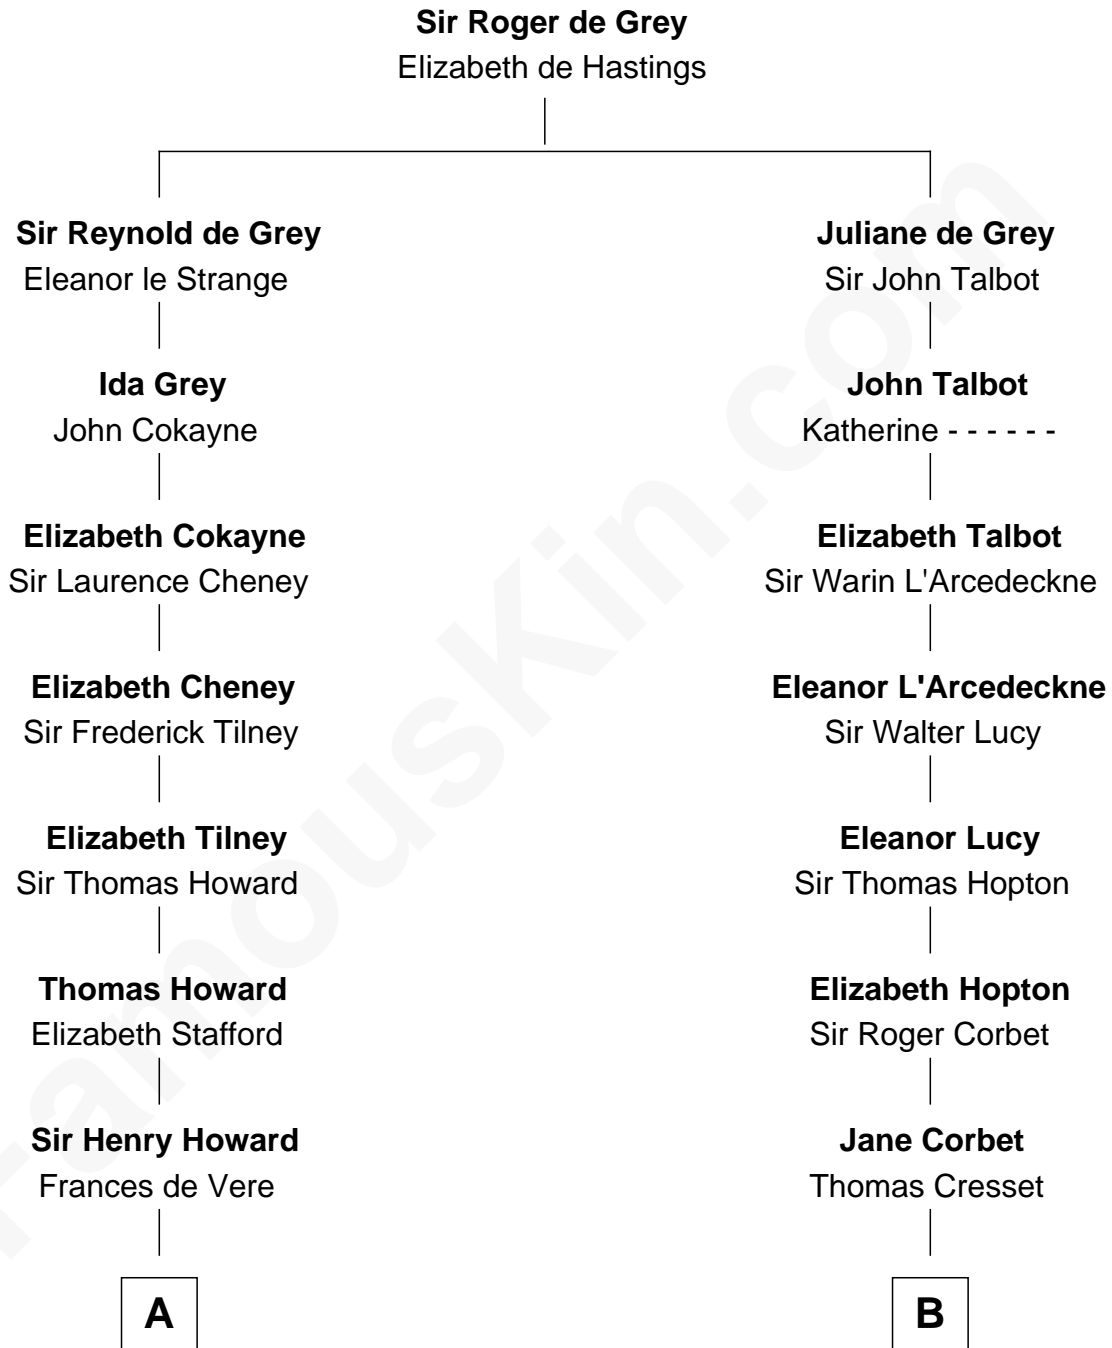 Sir Roger de Grey
Elizabeth de Hastings
Sir Reynold de Grey
Eleanor le Strange
Juliane de Grey
Sir John Talbot
Ida Grey
John Cokayne
John Talbot
Katherine - - - - - -
Elizabeth Cokayne
Sir Laurence Cheney
Elizabeth Talbot
Sir Warin L'Arcedeckne
Elizabeth Cheney
Sir Frederick Tilney
Eleanor L'Arcedeckne
Sir Walter Lucy
Elizabeth Tilney
Sir Thomas Howard
Eleanor Lucy
Sir Thomas Hopton
Thomas Howard
Elizabeth Stafford
Elizabeth Hopton
Sir Roger Corbet
Sir Henry Howard
Frances de Vere
Jane Corbet
Thomas Cresset
A
B
FamousKin.com